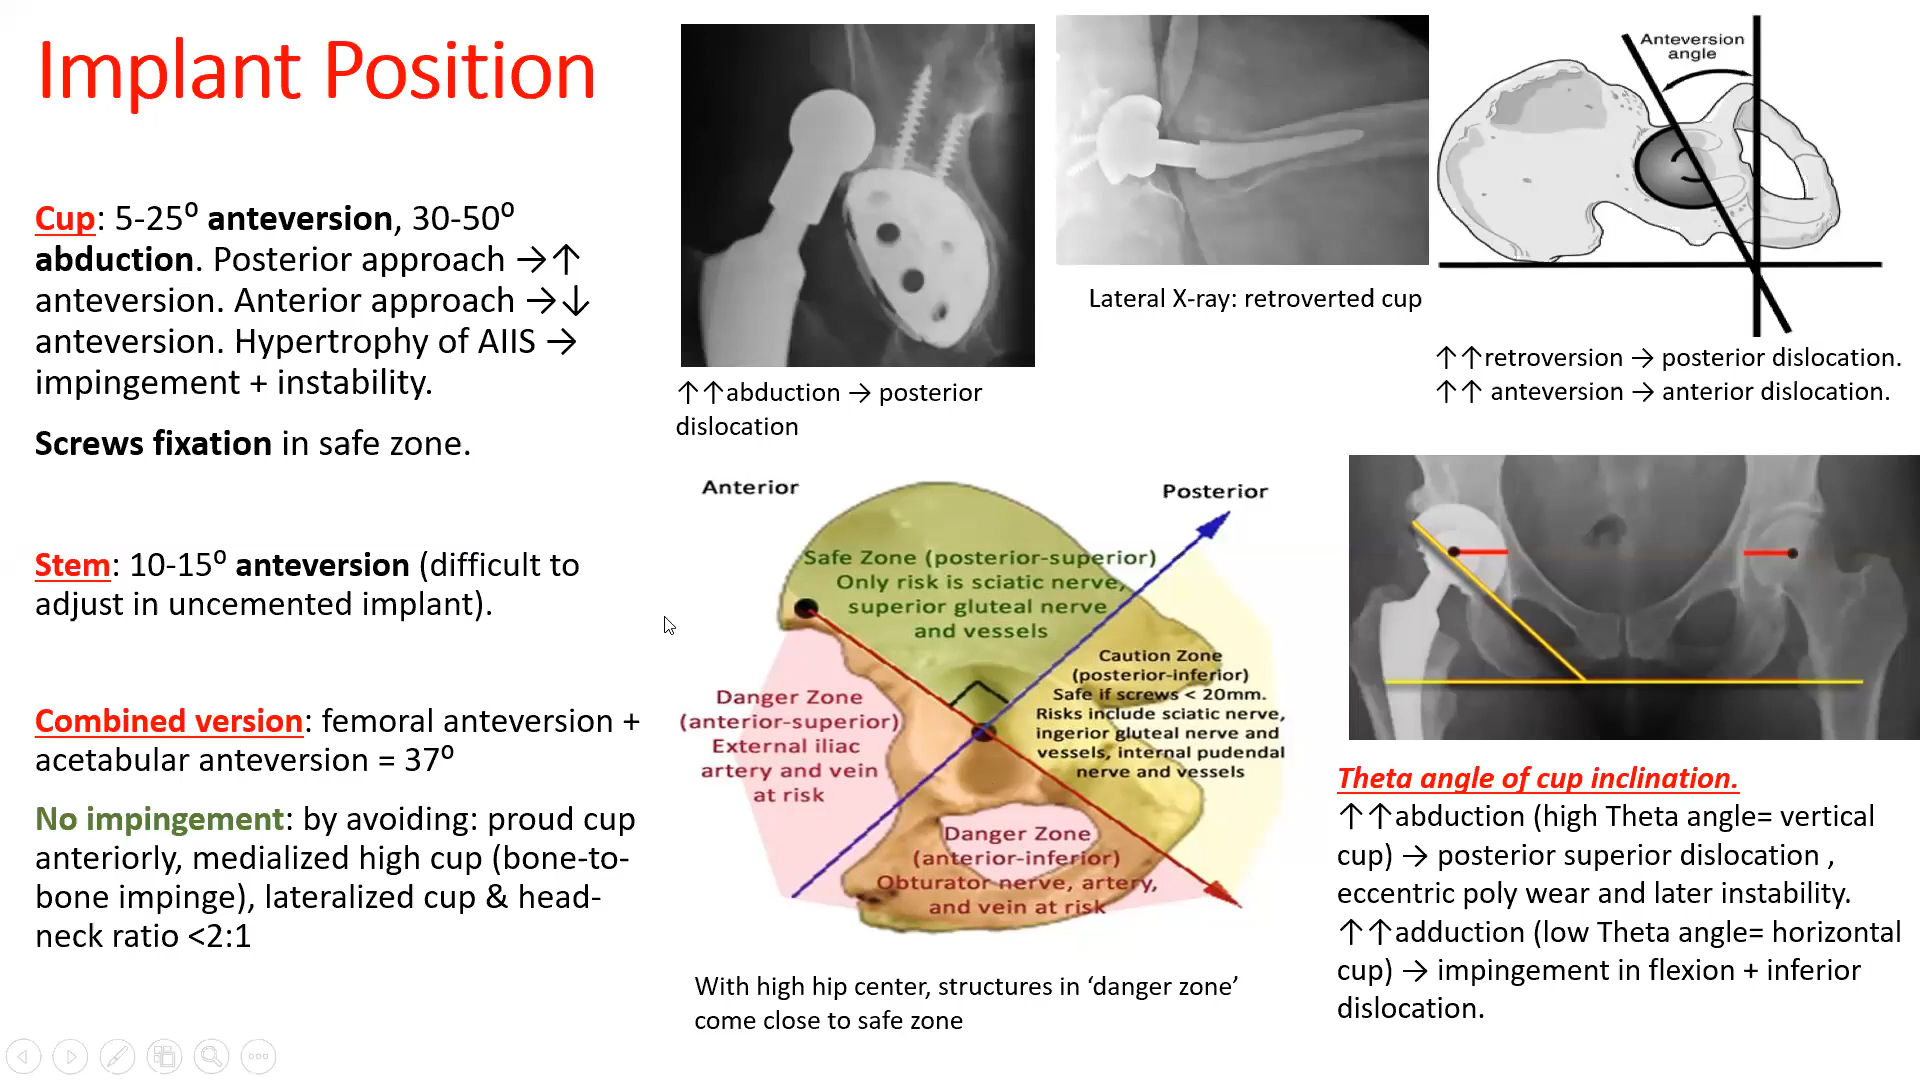 Implant Position
Cup: 5-25⁰ anteversion, 30-50⁰
abduction. Posterior approach →↑
anteversion. Anterior approach →↓
anteversion. Hypertrophy of AIIS →
impingement + instability.
Screws fixation in safe zone.
Stem: 10-15⁰ anteversion (difficult to
adjust in uncemented implant).
Combined version: femoral anteversion +
acetabular anteversion = 37⁰
No impingement: by avoiding: proud cup
anteriorly, medialized high cup (bone-to-
bone impinge), lateralized cup & head-
neck ratio <2:1
↑↑abduction → posterior
dislocation
Lateral X-ray: retroverted cup
Anteversion
angle
↑↑retroversion → posterior dislocation.
↑↑ anteversion → anterior dislocation.
Anterior
Posterior
Safe Zone (posterior-superior)
Only risk is sciatic nerve,
superior gluteal nerve
and vessels
Caution Zone
(posterior-inferior)
Safe if screws < 20mm.
Risks include sciatic nerve,
ingerior gluteal nerve and
vessels, internal pudendal
nerve and vessels
Danger Zone
(anterior-superior)
External iliac
artery and vein
at risk
Danger Zone
(anterior-inferior)
Obturator nerve, artery,
and vein at risk
With high hip center, structures in ‘danger zone’
come close to safe zone
Theta angle of cup inclination.
↑↑abduction (high Theta angle= vertical
cup) → posterior superior dislocation ,
eccentric poly wear and later instability.
↑↑adduction (low Theta angle= horizontal
cup) → impingement in flexion + inferior
dislocation.